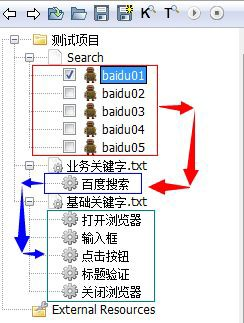 K T
测试项目
Search
baidu01
baidu02
baidu03
baidu04
baidu05
业务关键字.txt
百度搜索
基础关键字.txt
打开浏览器
输入框
点击按钮
标题验证
关闭浏览器
External Resources